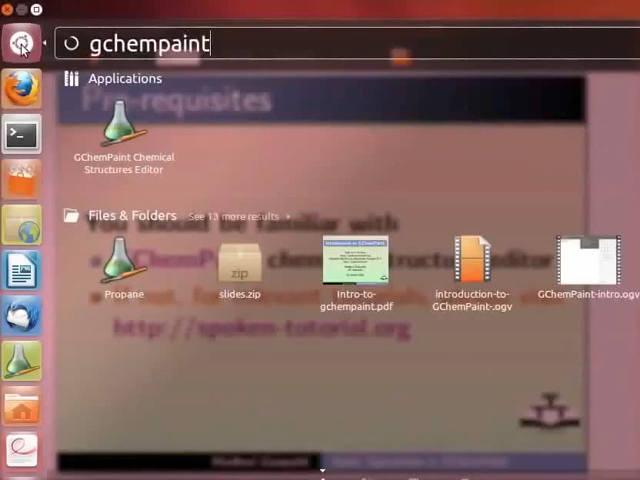 gchempaint
Applications
Pre-requisites
GChemPaint Chemical
Structures Editor
Files & Folders
See 13 more results
You should be familiar with
Propane
slides.zip
zip
Intro-to-
gchempaint.pdf
introduction-to-
GChemPaint-.ogv
GChemPaint-intro.ogv
http://spoken-tutorial.org